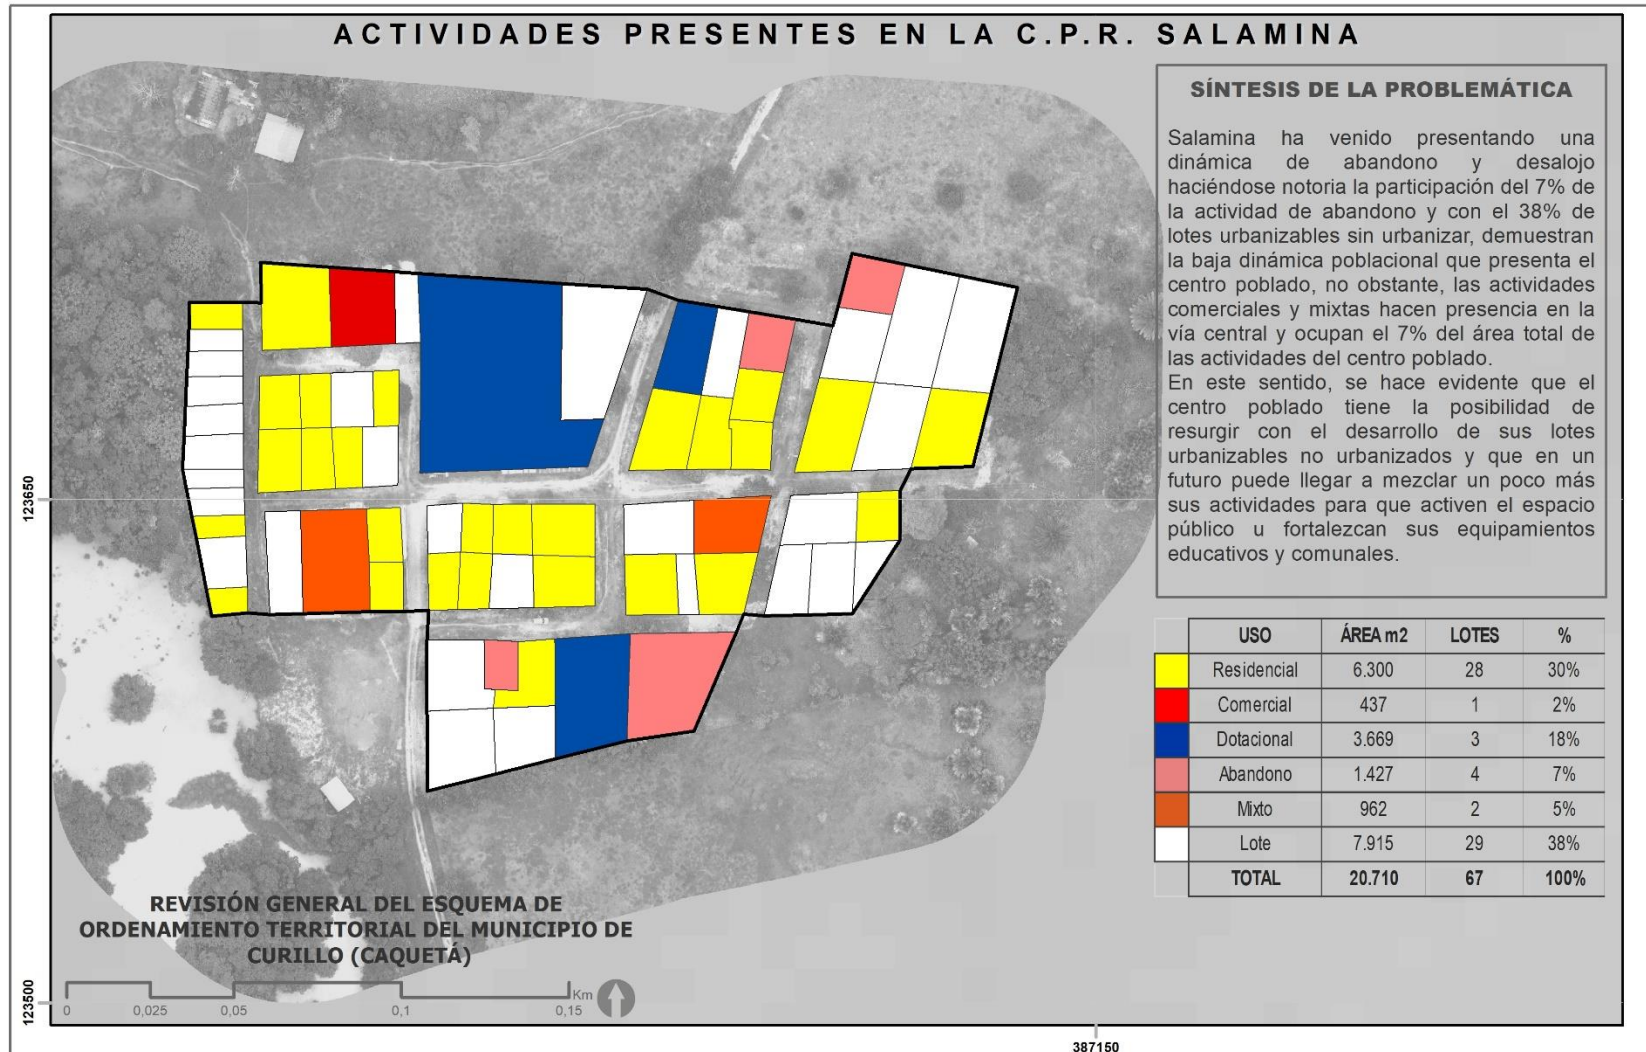 ACTIVIDADES PRESENTES EN LA C.P.R. SALAMINA
SÍNTESIS DE LA PROBLEMÁTICA
Salamina ha venido presentando una
dinámica de abandono y desalojo
haciéndose notoria la participación del 7% de
la actividad de abandono y con el 38% de
lotes urbanizables sin urbanizar, demuestran
la baja dinámica poblacional que presenta el
centro poblado, no obstante, las actividades
comerciales y mixtas hacen presencia en la
vía central y ocupan el 7% del área total de
las actividades del centro poblado.
En este sentido, se hace evidente que el
centro poblado tiene la posibilidad de
resurgir con el desarrollo de sus lotes
urbanizables no urbanizados y que en un
futuro puede llegar a mezclar un poco más
sus actividades para que activen el espacio
público u fortalezcan sus equipamientos
educativos y comunales.
USO ÁREA m2 LOTES %
Residencial 6.300 28 30%
Comercial 437 1 2%
Dotacional 3.669 3 18%
Abandono 1.427 4 7%
Mixto 962 2 5%
Lote 7.915 29 38%
TOTAL 20.710 67 100%
REVISIÓN GENERAL DEL ESQUEMA DE
ORDENAMIENTO TERRITORIAL DEL MUNICIPIO DE
CURILLO (CAQUETÁ)
Km
0 0,025 0,05 0,1 0,15
123650
123500
387150